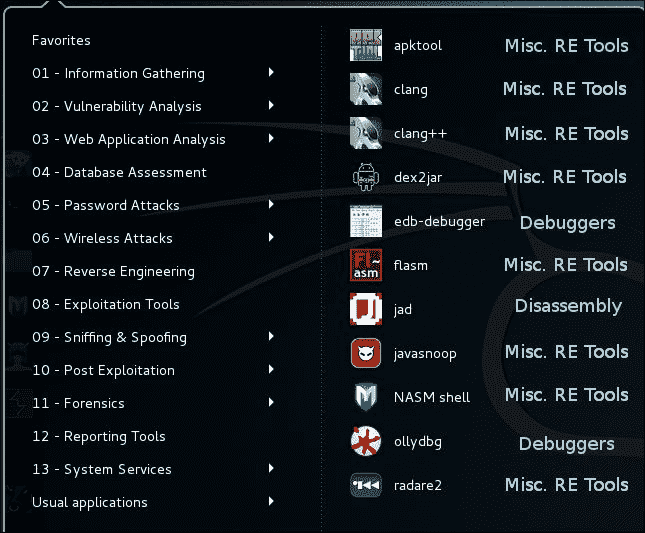 Favorites
01 - Information Gathering
02 - Vulnerability Analysis
03 - Web Application Analysis
04 - Database Assessment
05 - Password Attacks
06 - Wireless Attacks
07 - Reverse Engineering
08 - Exploitation Tools
09 - Sniffing & Spoofing
10 - Post Exploitation
11 - Forensics
12 - Reporting Tools
13 - System Services
Usual applications
apktool Misc. RE Tools
clang Misc. RE Tools
clang++ Misc. RE Tools
dex2jar Misc. RE Tools
edb-debugger Debuggers
asm
flasm Misc. RE Tools
jad Disassembly
javasnoop Misc. RE Tools
NASM shell Misc. RE Tools
ollydbg Debuggers
radare2 Misc. RE Tools